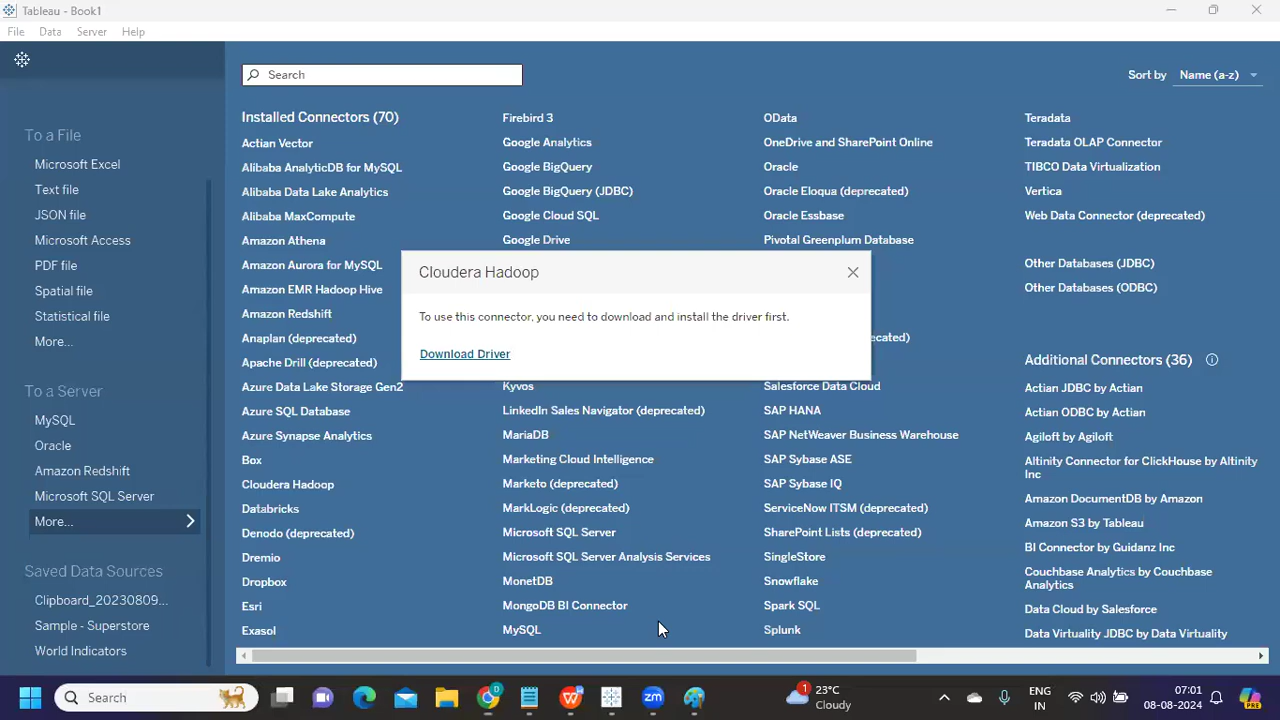 Tableau - Book1
File Data Server Help
Search
Sort by Name (a-z)
To a File
Microsoft Excel
Text file
JSON file
Microsoft Access
PDF file
Spatial file
Statistical file
More...
To a Server
MySQL
Oracle
Amazon Redshift
Microsoft SQL Server
More...
Saved Data Sources
Clipboard_20230809...
Sample - Superstore
World Indicators
Installed Connectors (70)
Actian Vector
Alibaba AnalyticDB for MySQL
Alibaba Data Lake Analytics
Alibaba MaxCompute
Amazon Athena
Amazon Aurora for MySQL
Amazon EMR Hadoop Hive
Amazon Redshift
Anaplan (deprecated)
Apache Drill (deprecated)
Azure Data Lake Storage Gen2
Azure SQL Database
Azure Synapse Analytics
Box
Cloudera Hadoop
Databricks
Denodo (deprecated)
Dremio
Dropbox
Esri
Exasol
Firebird 3
Google Analytics
Google BigQuery
Google BigQuery (JDBC)
Google Cloud SQL
Google Drive
Cloudera Hadoop
To use this connector, you need to download and install the driver first.
Download Driver
Kyvos
LinkedIn Sales Navigator (deprecated)
MariaDB
Marketing Cloud Intelligence
Marketo (deprecated)
MarkLogic (deprecated)
Microsoft SQL Server
Microsoft SQL Server Analysis Services
MonetDB
MongoDB BI Connector
MySQL
OData
OneDrive and SharePoint Online
Oracle
Oracle Eloqua (deprecated)
Oracle Essbase
Pivotal Greenplum Database
ecated)
Salesforce Data Cloud
SAP HANA
SAP NetWeaver Business Warehouse
SAP Sybase ASE
SAP Sybase IQ
ServiceNow ITSM (deprecated)
SharePoint Lists (deprecated)
SingleStore
Snowflake
Spark SQL
Splunk
Teradata
Teradata OLAP Connector
TIBCO Data Virtualization
Vertica
Web Data Connector (deprecated)
Other Databases (JDBC)
Other Databases (ODBC)
Additional Connectors (36)
Actian JDBC by Actian
Actian ODBC by Actian
Agiloft by Agiloft
Altinity Connector for ClickHouse by Altinity
Inc
Amazon DocumentDB by Amazon
Amazon S3 by Tableau
BI Connector by Guidanz Inc
Couchbase Analytics by Couchbase
Analytics
Data Cloud by Salesforce
Data Virtuality JDBC by Data Virtuality
Search
1
23°C
Cloudy
ENG
IN
07:01
08-08-2024